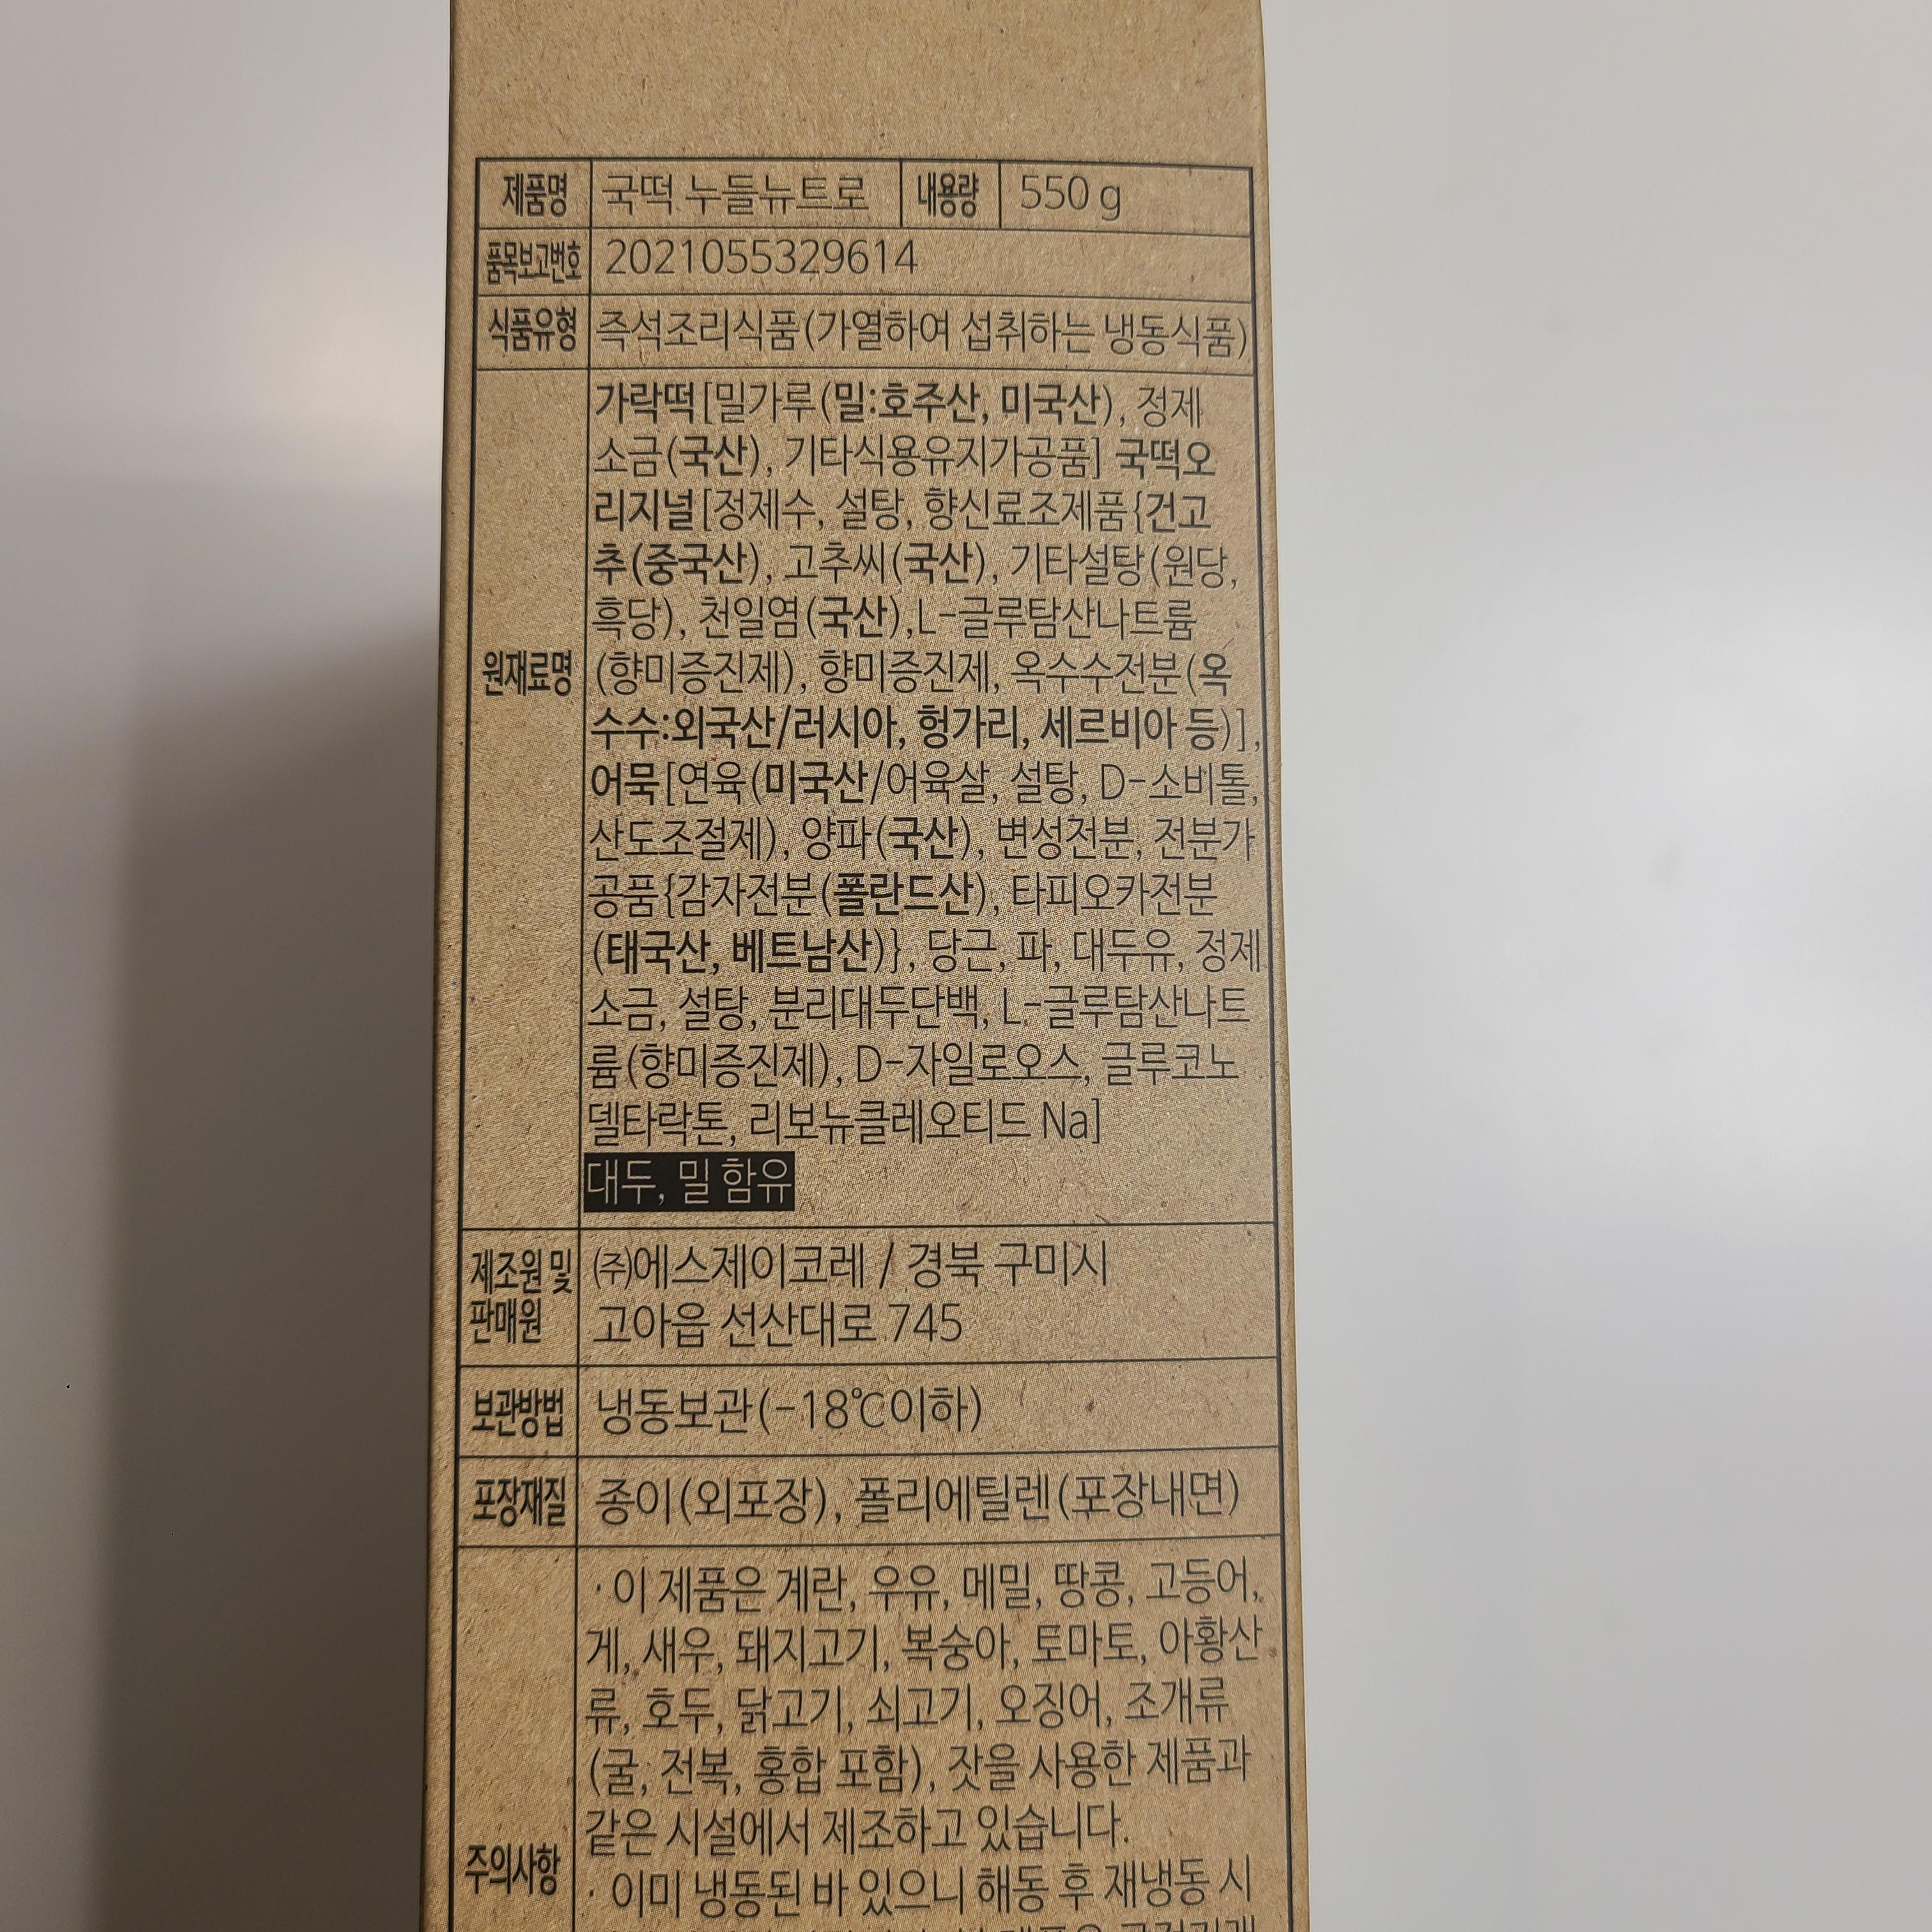 제품명 국떡 누들뉴트로 내용량 550 g
품목보고번호 2021055329614
식품유형 즉석조리식품(가열하여 섭취하는 냉동식품)
원재료명
가락떡[밀가루(밀:호주산, 미국산), 정제
소금(국산), 기타식용유지가공품] 국떡오
리지널[정제수, 설탕, 향신료조제품{건고
추(중국산), 고추씨(국산), 기타설탕(원당,
흑당), 천일염(국산),L-글루탐산나트륨
(향미증진제), 향미증진제, 옥수수전분(옥
수수:외국산/러시아, 헝가리, 세르비아 등)],
어묵[연육(미국산/어육살, 설탕, D-소비톨,
산도조절제), 양파(국산), 변성전분, 전분가
공품{감자전분(폴란드산), 타피오카전분
(태국산, 베트남산)}, 당근, 파, 대두유, 정제
소금, 설탕, 분리대두단백, L-글루탐산나트
륨(향미증진제), D-자일로오스, 글루코노
델타락톤, 리보뉴클레오티드 Na]
대두, 밀 함유
제조원 및
판매원
㈜에스제이코레 / 경북 구미시
고아읍 선산대로 745
보관방법 냉동보관(-18℃이하)
포장재질 종이(외포장), 폴리에틸렌(포장내면)
주의사항
· 이 제품은 계란, 우유, 메밀, 땅콩, 고등어,
게, 새우, 돼지고기, 복숭아, 토마토, 아황산
류, 호두, 닭고기, 쇠고기, 오징어, 조개류
(굴, 전복, 홍합 포함), 잣을 사용한 제품과
같은 시설에서 제조하고 있습니다.
· 이미 냉동된 바 있으니 해동 후 재냉동 시